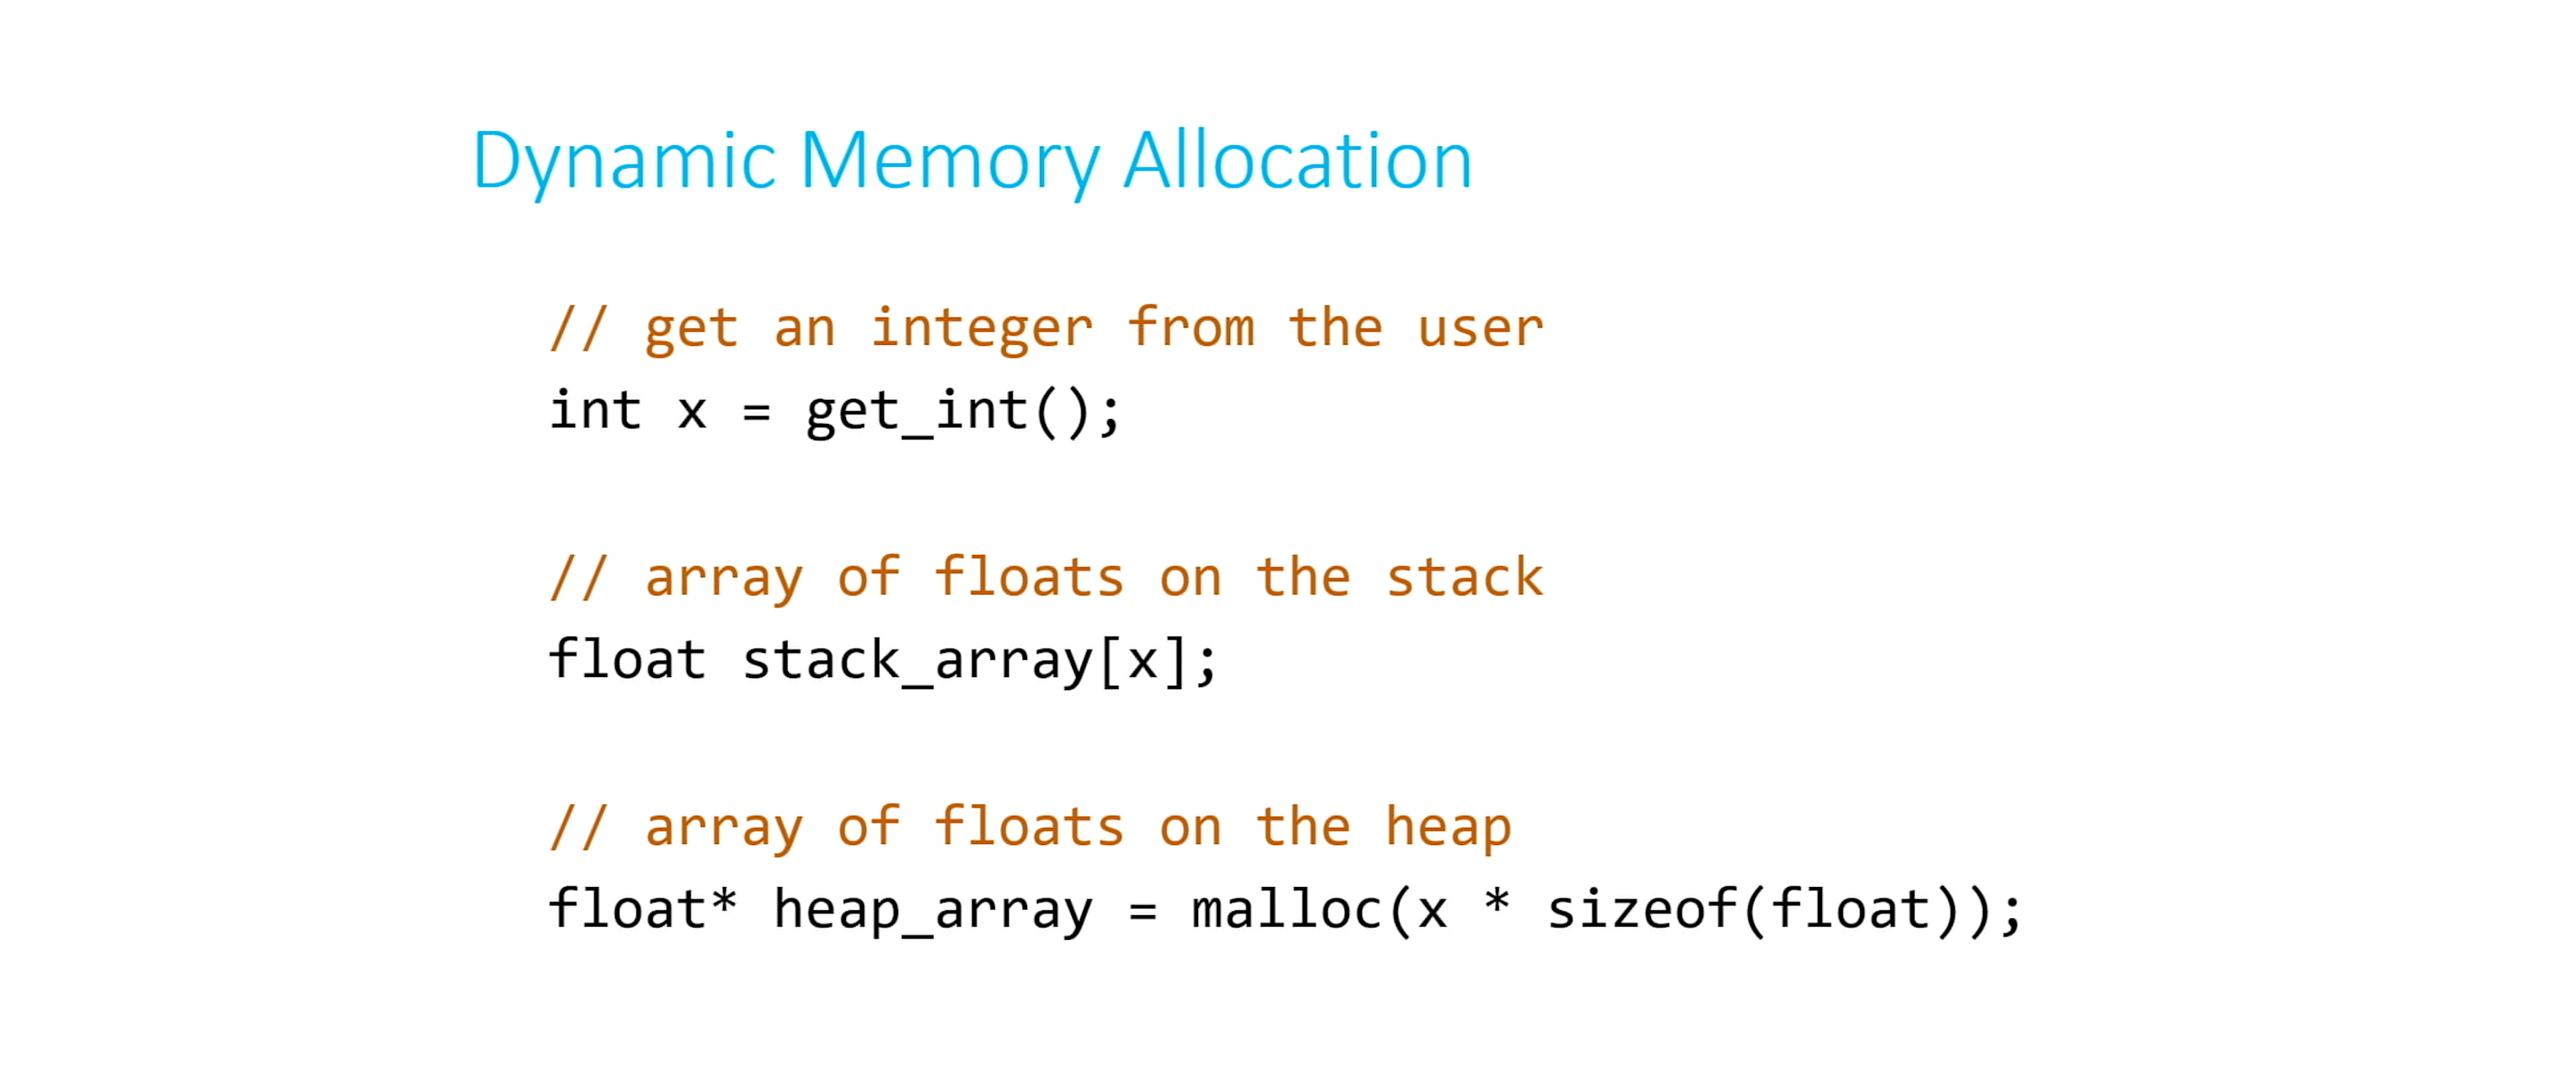 Dynamic Memory Allocation
// get an integer from the user
int x = get_int();
// array of floats on the stack
float stack_array[x];
// array of floats on the heap
float* heap_array = malloc(x * sizeof(float));